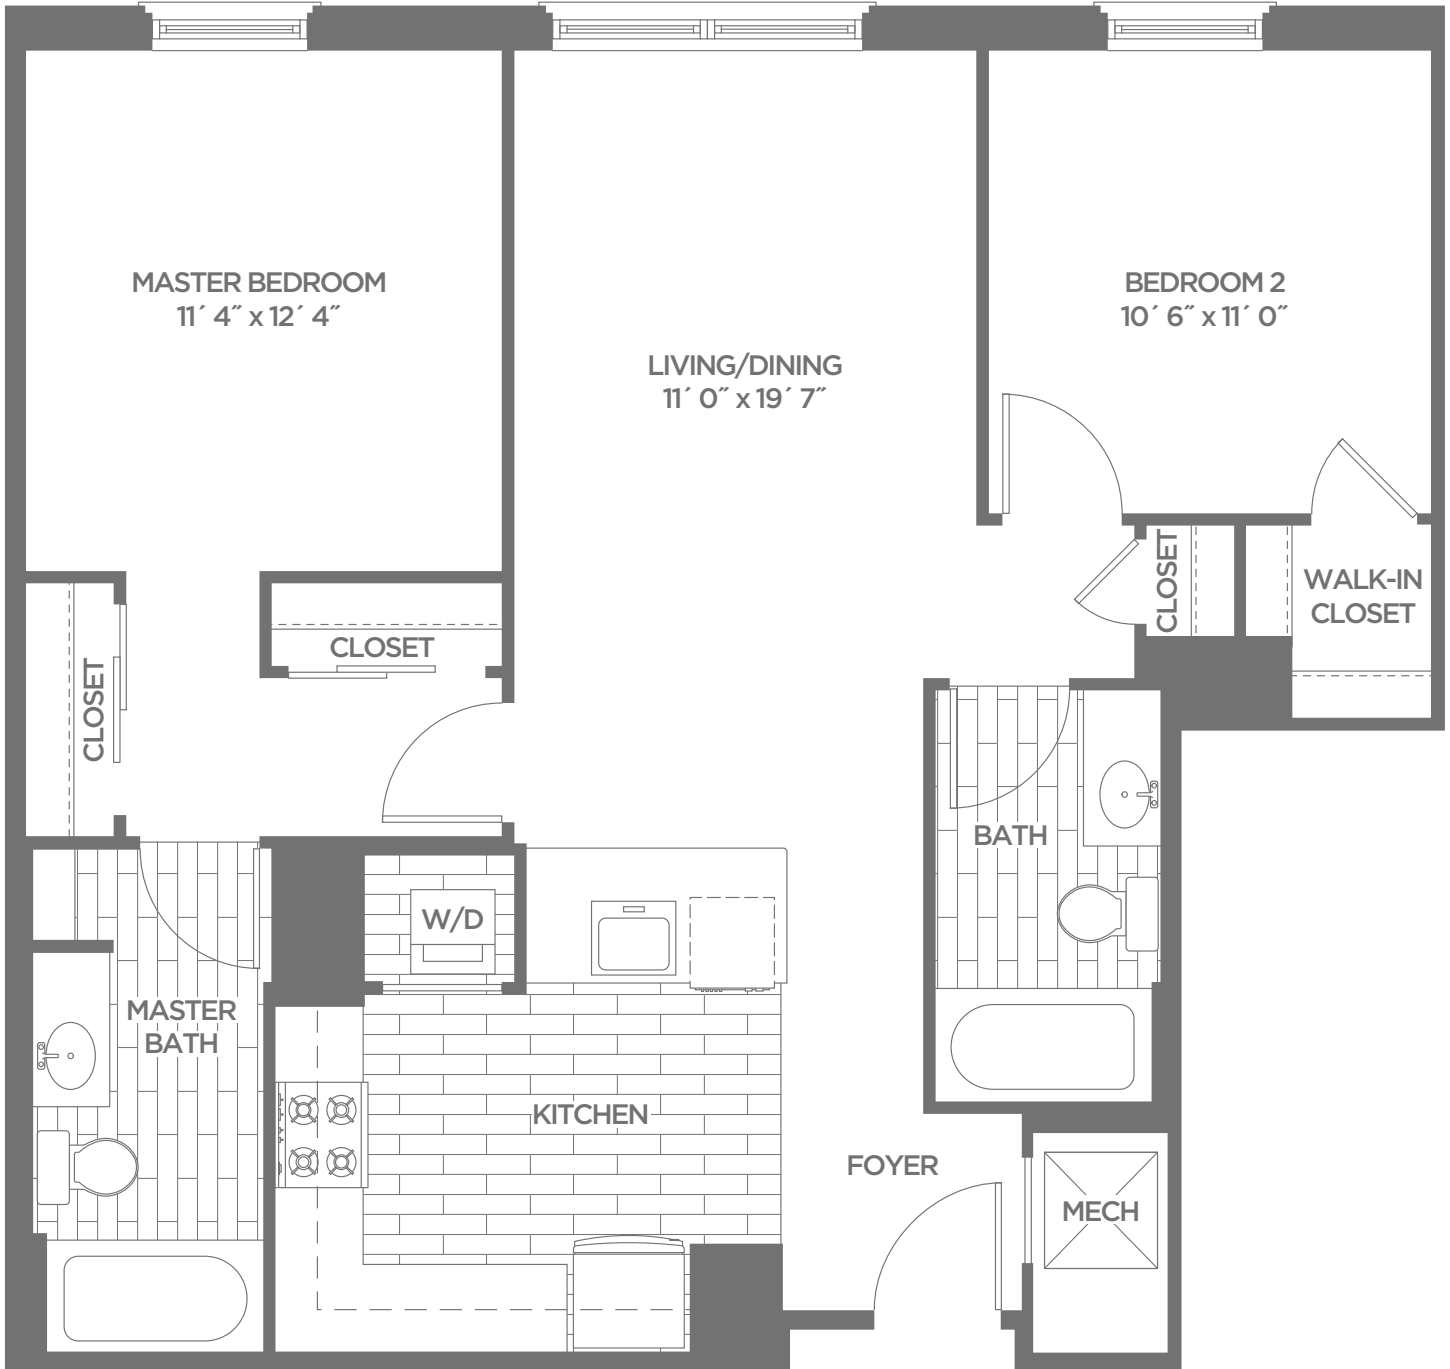 MASTER BEDROOM
11´ 4˝ x 12´ 4˝
BEDROOM 2
10´ 6˝ x 11´ 0˝
LIVING/DINING
11´ 0˝ x 19´ 7˝
CLOSET
WALK-IN
CLOSET
CLOSET
CLOSET
BATH
W/D
MASTER
BATH
KITCHEN
FOYER
MECH